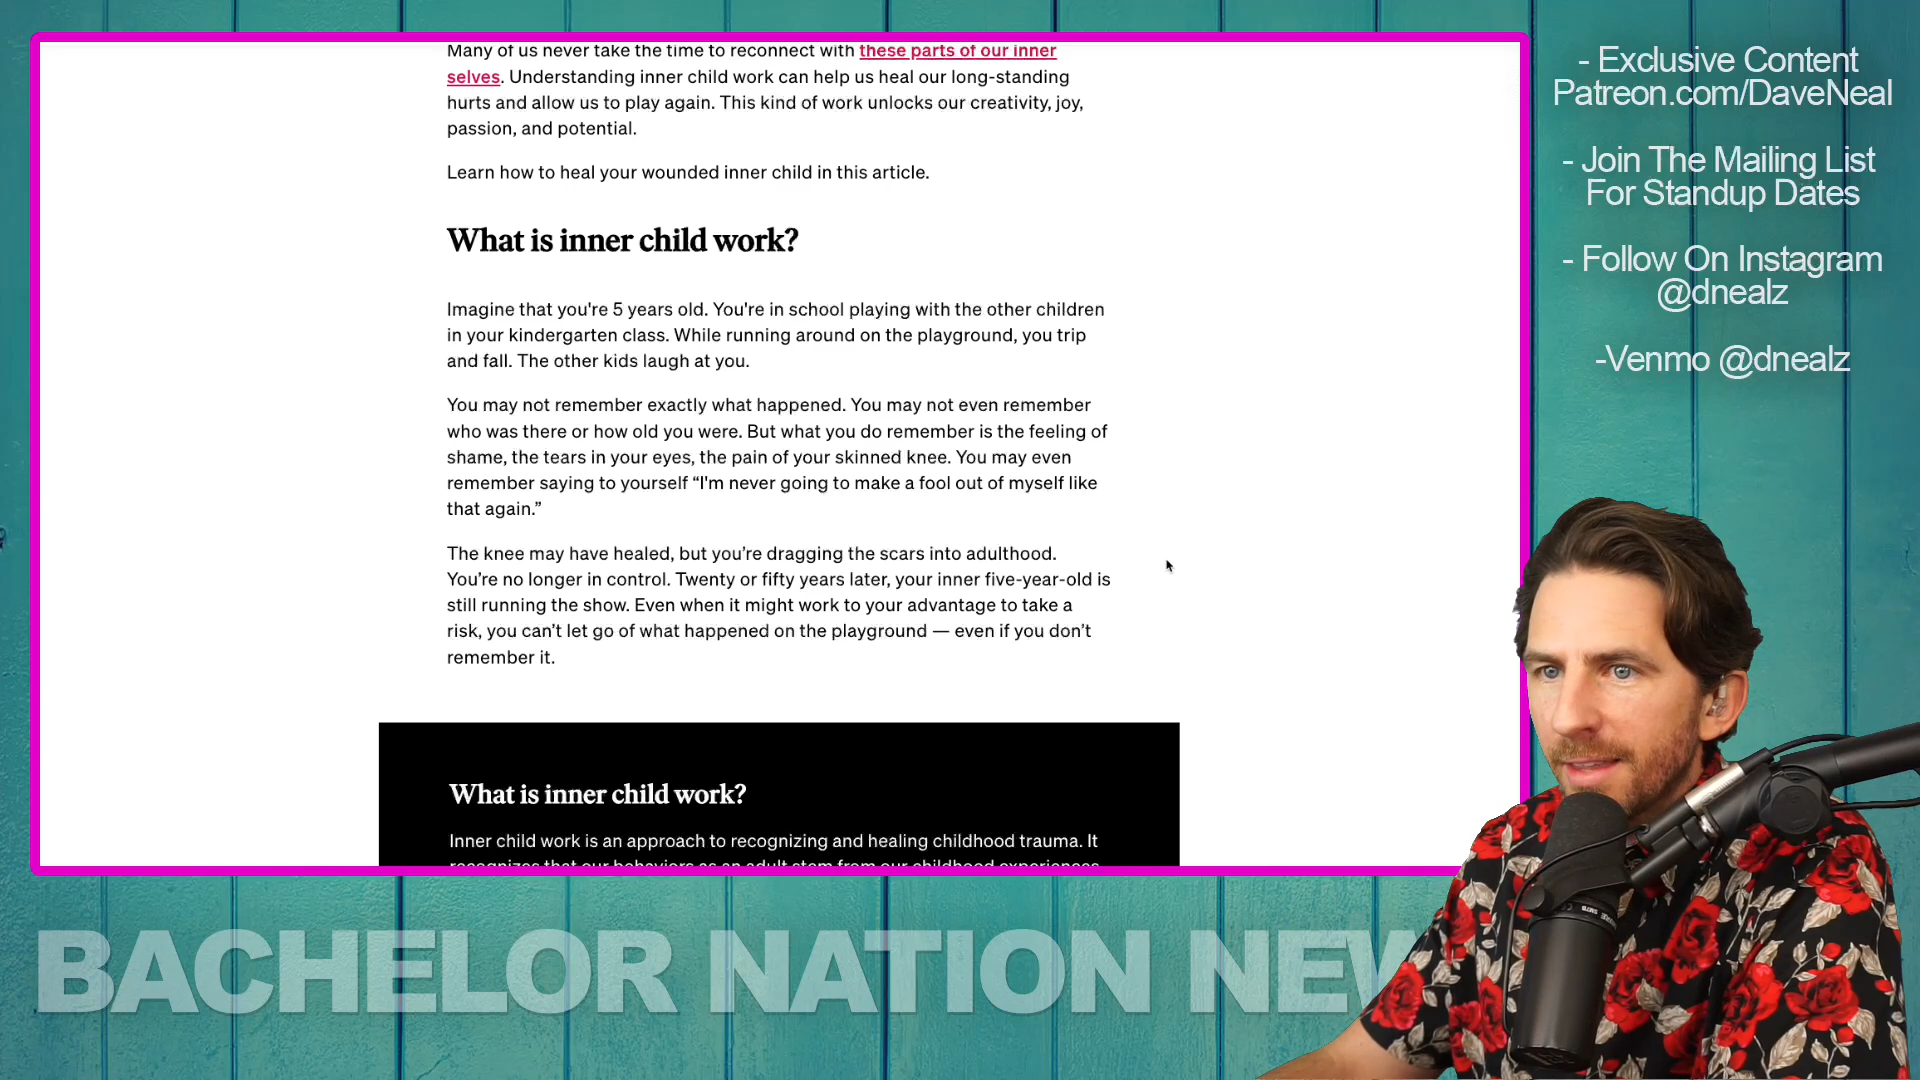 Many of us never take the time to reconnect with these parts of our inner
selves. Understanding inner child work can help us heal our long-standing
hurts and allow us to play again. This kind of work unlocks our creativity, joy,
passion, and potential.
Learn how to heal your wounded inner child in this article.
What is inner child work?
Imagine that you're 5 years old. You're in school playing with the other children
in your kindergarten class. While running around on the playground, you trip
and fall. The other kids laugh at you.
You may not remember exactly what happened. You may not even remember
who was there or how old you were. But what you do remember is the feeling of
shame, the tears in your eyes, the pain of your skinned knee. You may even
remember saying to yourself “I'm never going to make a fool out of myself like
that again.”
The knee may have healed, but you’re dragging the scars into adulthood.
You’re no longer in control. Twenty or fifty years later, your inner five-year-old is
still running the show. Even when it might work to your advantage to take a
risk, you can’t let go of what happened on the playground — even if you don’t
remember it.
What is inner child work?
Inner child work is an approach to recognizing and healing childhood trauma. It
recognizes that our behaviors as an adult stem from our childhood experiences
- Exclusive Content
Patreon.com/DaveNeal
- Join The Mailing List
For Standup Dates
- Follow On Instagram
@dnealz
-Venmo @dnealz
BACHELOR NATION NEW